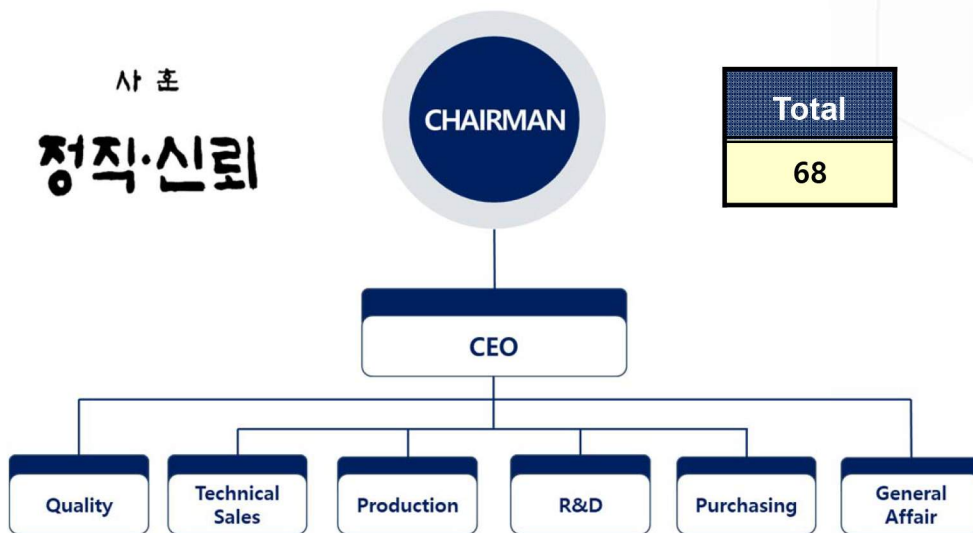 사 훈
정직·신뢰
CHAIRMAN
Total
68
CEO
Quality
Technical
Sales
Production
R&D
Purchasing
General
Affair